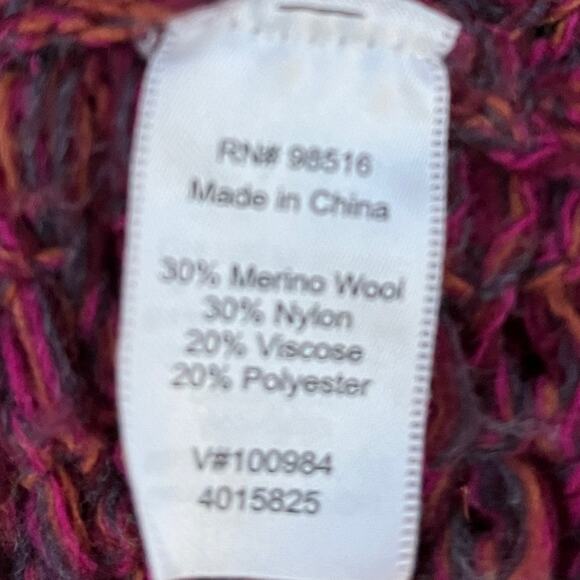 RN# 98516
Made in China
30% Merino Wool
30% Nylon
20% Viscose
20% Polyester
V#100984
4015825